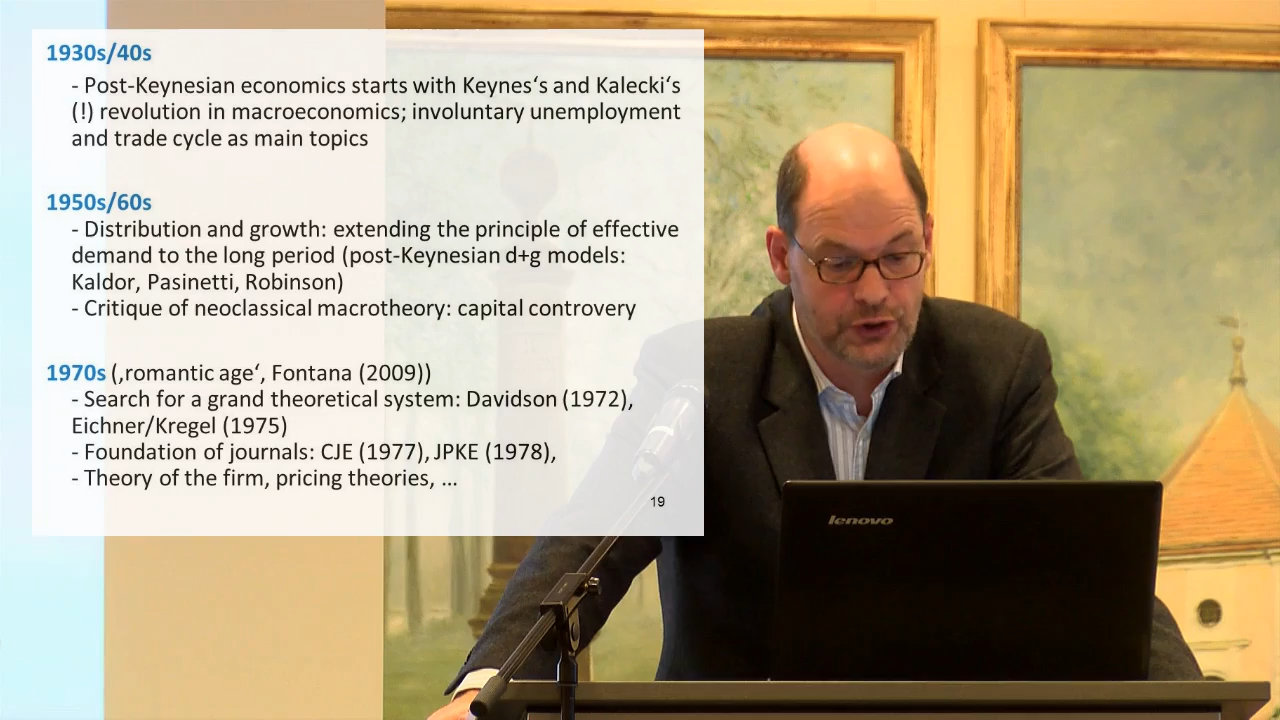 1930s/40s
- Post-Keynesian economics starts with Keynes‘s and Kalecki‘s
(!) revolution in macroeconomics; involuntary unemployment
and trade cycle as main topics
1950s/60s
- Distribution and growth: extending the principle of effective
demand to the long period (post-Keynesian d+g models:
Kaldor, Pasinetti, Robinson)
- Critique of neoclassical macrotheory: capital controvery
1970s (‚romantic age‘, Fontana (2009))
- Search for a grand theoretical system: Davidson (1972),
Eichner/Kregel (1975)
- Foundation of journals: CJE (1977), JPKE (1978),
- Theory of the firm, pricing theories, ...
19
lenovo